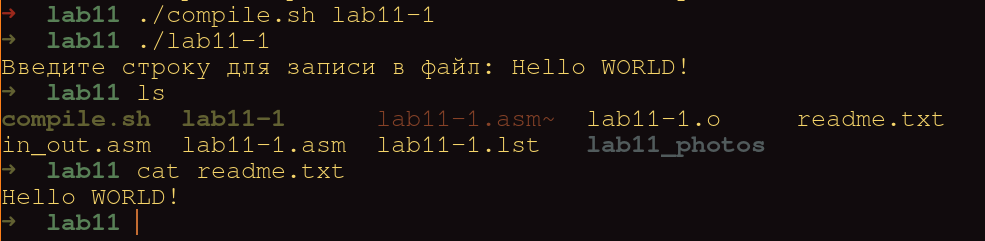 ➜  lab11 ./compile.sh lab11-1
➜  lab11 ./lab11-1
Введите строку для записи в файл: Hello WORLD!
➜  lab11 ls
compile.sh  lab11-1      lab11-1.asm~  lab11-1.o     readme.txt
in_out.asm  lab11-1.asm  lab11-1.lst   lab11_photos
➜  lab11 cat readme.txt
Hello WORLD!
➜  lab11